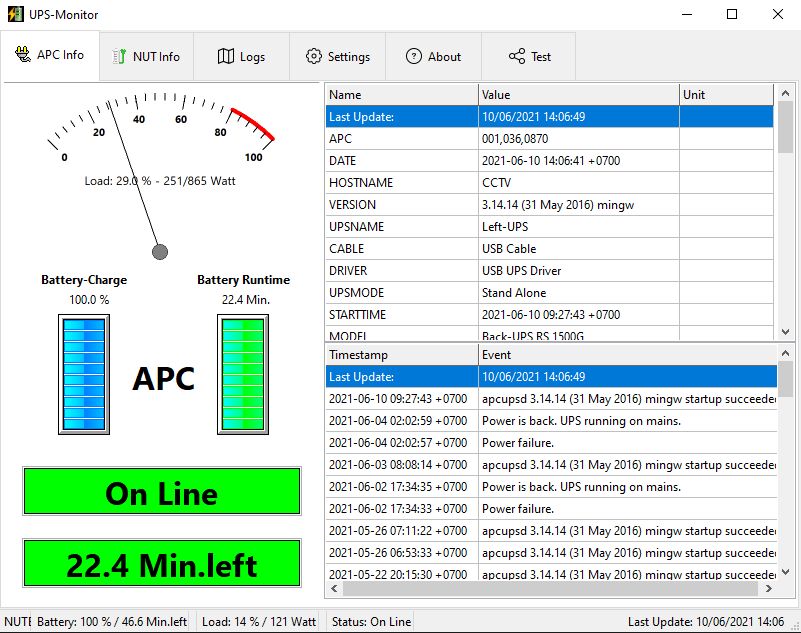 UPS-Monitor
APC Info
NUT Info
Logs
Settings
About
Test
0
20
40
60
80
100
Load: 29.0 % - 251/865 Watt
Battery-Charge
100.0 %
Battery Runtime
22.4 Min.
APC
On Line
22.4 Min.left
Name Value Unit
Last Update: 10/06/2021 14:06:49
APC 001,036,0870
DATE 2021-06-10 14:06:41 +0700
HOSTNAME CCTV
VERSION 3.14.14 (31 May 2016) mingw
UPSNAME Left-UPS
CABLE USB Cable
DRIVER USB UPS Driver
UPSMODE Stand Alone
STARTTIME 2021-06-10 09:27:43 +0700
MODEL Back-UPS RS 1500G
Timestamp Event
Last Update: 10/06/2021 14:06:49
2021-06-10 09:27:43 +0700 apcupsd 3.14.14 (31 May 2016) mingw startup succeede
2021-06-04 02:02:59 +0700 Power is back. UPS running on mains.
2021-06-04 02:02:57 +0700 Power failure.
2021-06-03 08:08:14 +0700 apcupsd 3.14.14 (31 May 2016) mingw startup succeede
2021-06-02 17:34:35 +0700 Power is back. UPS running on mains.
2021-06-02 17:34:33 +0700 Power failure.
2021-05-26 07:11:22 +0700 apcupsd 3.14.14 (31 May 2016) mingw startup succeede
2021-05-26 06:53:33 +0700 apcupsd 3.14.14 (31 May 2016) mingw startup succeede
2021-05-22 20:15:30 +0700 apcupsd 3.14.14 (31 May 2016) mingw startup succeede
Battery: 100 % / 46.6 Min.left Load: 14 % / 121 Watt Status: On Line Last Update: 10/06/2021 14:06